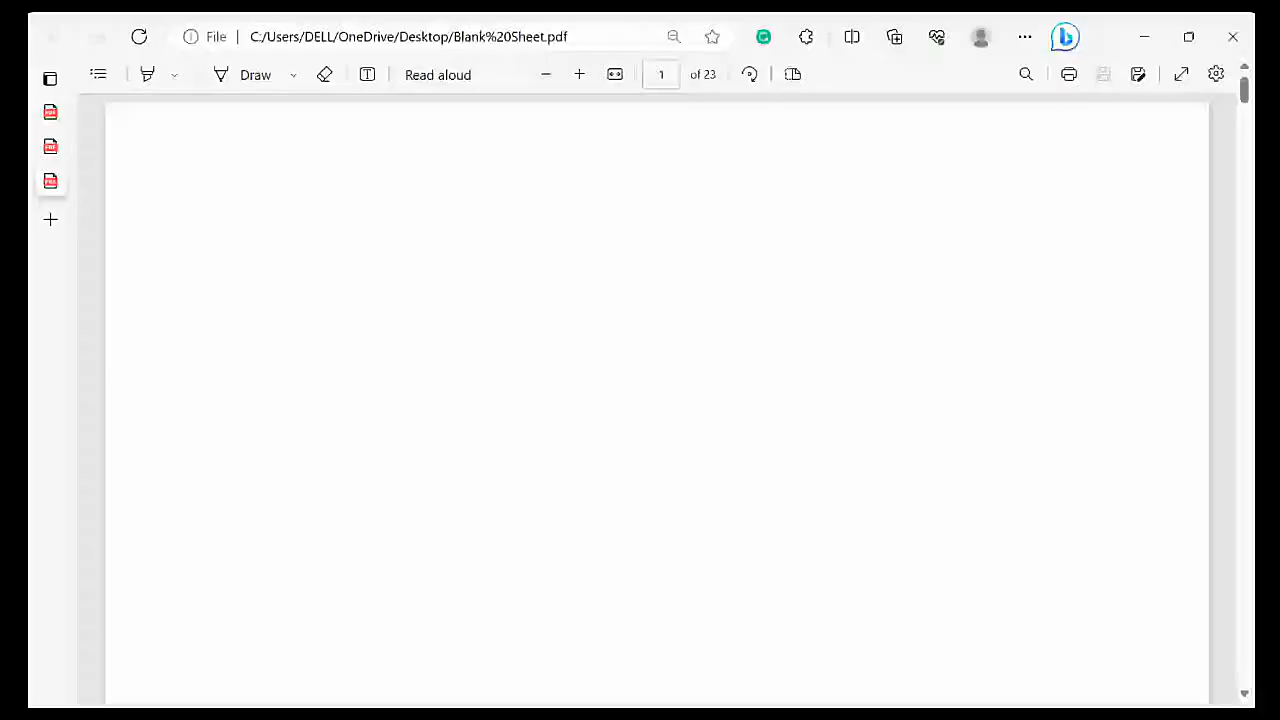 File | C:/Users/DELL/OneDrive/Desktop/Blank%20Sheet.pdf
Draw Read aloud 1 of 23